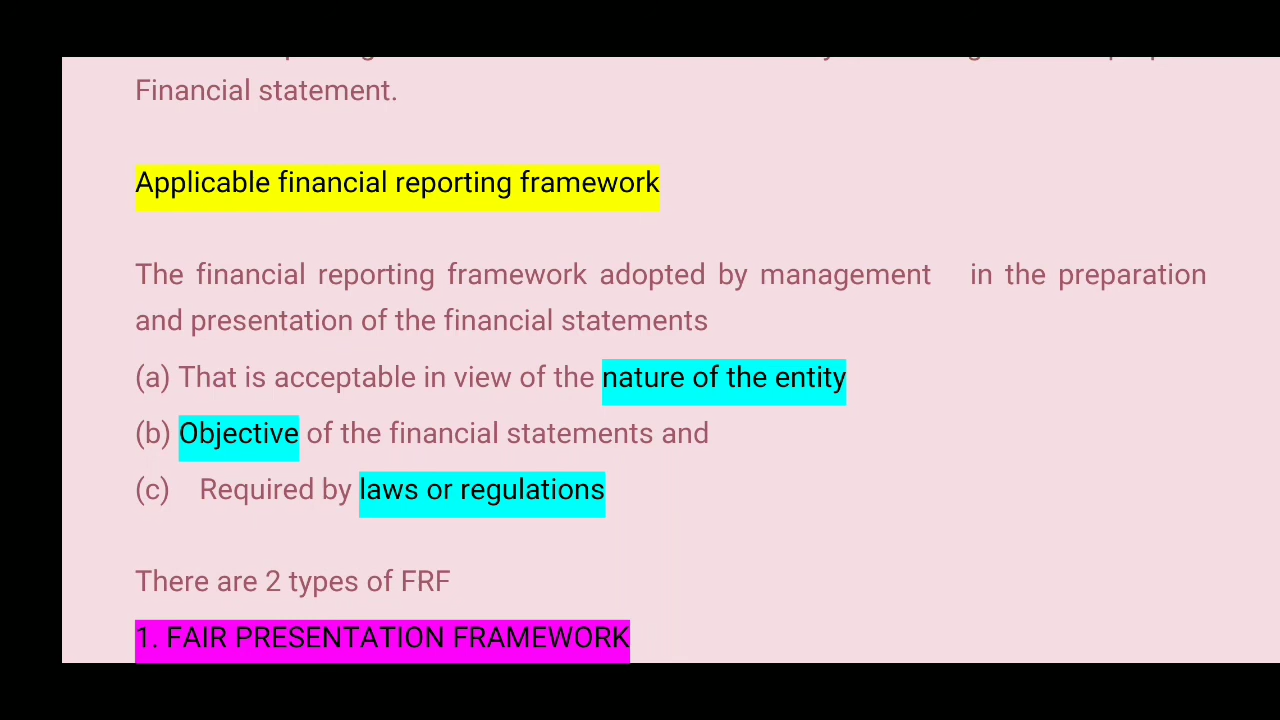 Financial statement.
Applicable financial reporting framework
The financial reporting framework adopted by management in the preparation
and presentation of the financial statements
(a) That is acceptable in view of the nature of the entity
(b) Objective of the financial statements and
(c) Required by laws or regulations
There are 2 types of FRF
1. FAIR PRESENTATION FRAMEWORK